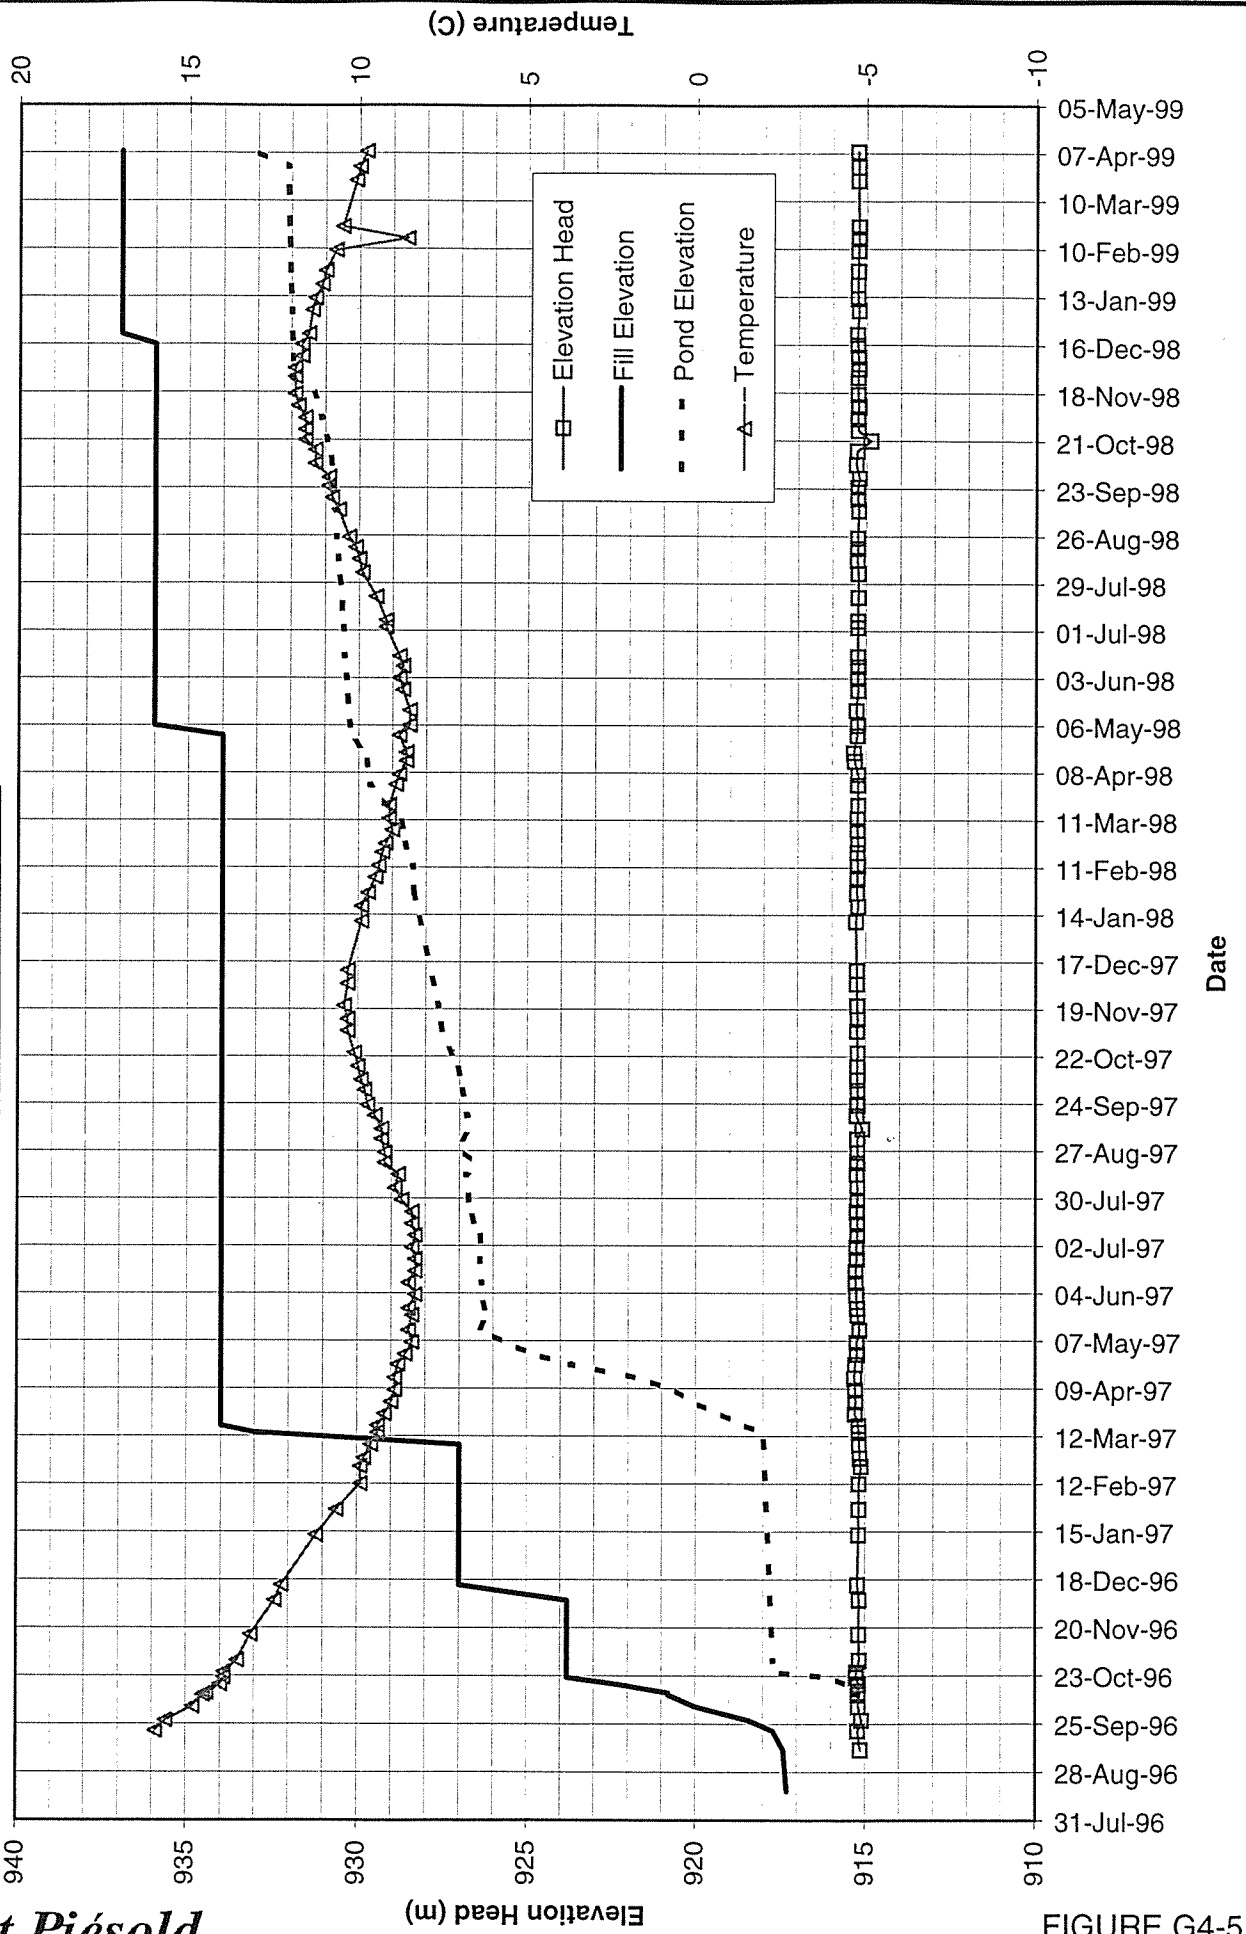 Temperature (C)
20
15
10
5
0
-5
-10
Elevation Head
Fill Elevation
Pond Elevation
Temperature
05-May-99
07-Apr-99
10-Mar-99
10-Feb-99
13-Jan-99
16-Dec-98
18-Nov-98
21-Oct-98
23-Sep-98
26-Aug-98
29-Jul-98
01-Jul-98
03-Jun-98
06-May-98
08-Apr-98
11-Mar-98
11-Feb-98
14-Jan-98
17-Dec-97
19-Nov-97
22-Oct-97
24-Sep-97
27-Aug-97
30-Jul-97
02-Jul-97
04-Jun-97
07-May-97
09-Apr-97
12-Mar-97
12-Feb-97
15-Jan-97
18-Dec-96
20-Nov-96
23-Oct-96
25-Sep-96
28-Aug-96
31-Jul-96
Date
940
935
930
925
920
915
910
Elevation Head (m)
t Piésold
FIGURE G4-5